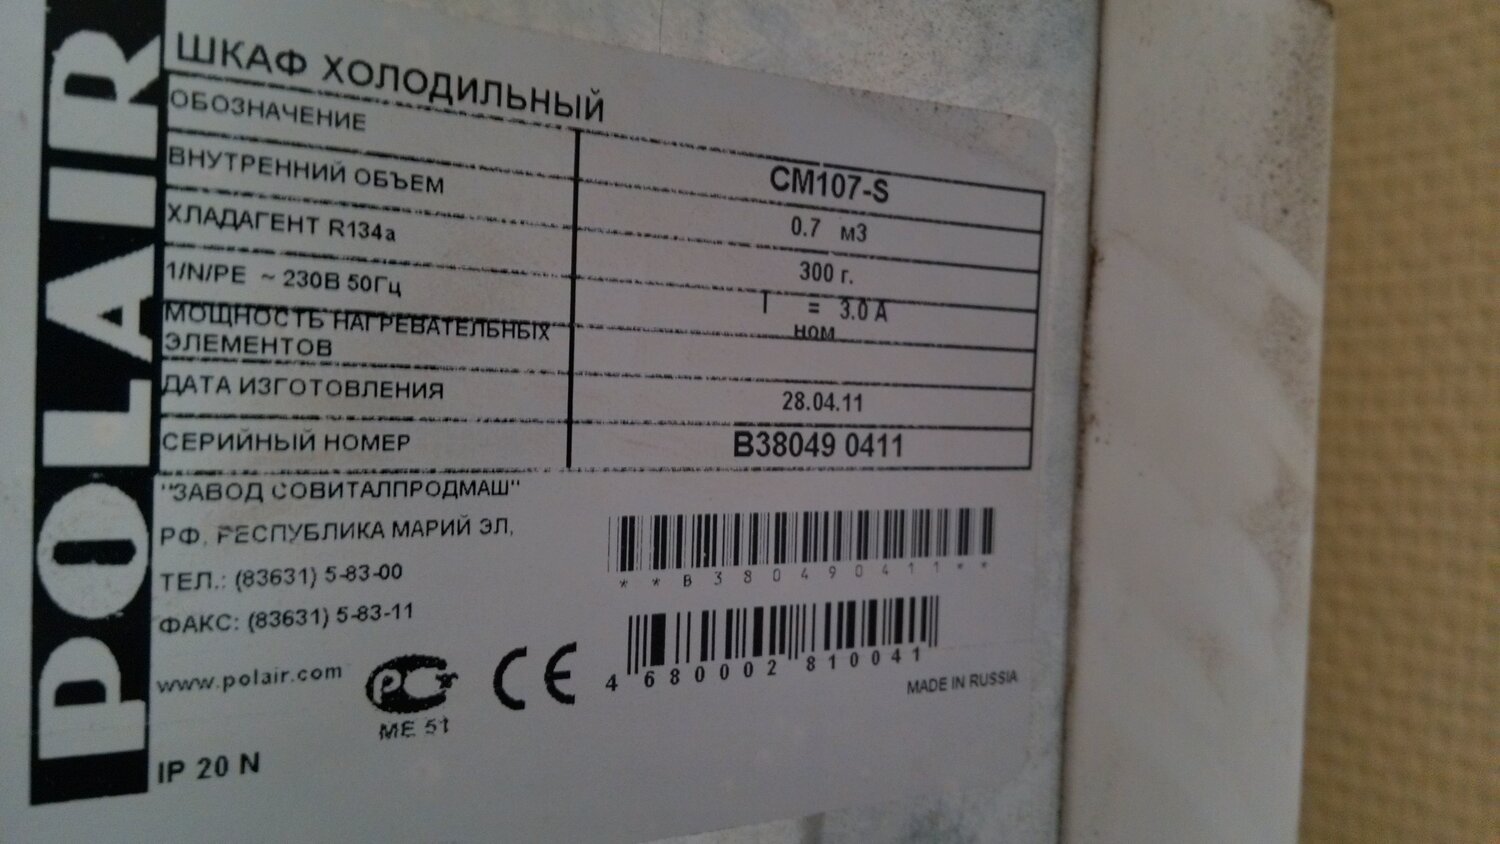 POLAIR
ШКАФ ХОЛОДИЛЬНЫЙ
ОБОЗНАЧЕНИЕ CM107-S
ВНУТРЕННИЙ ОБЪЕМ 0.7 м3
ХЛАДАГЕНТ R134a 300 г.
1/N/PE ~ 230В 50Гц I = 3.0 А
ном
МОЩНОСТЬ НАГРЕВАТЕЛЬНЫХ
ЭЛЕМЕНТОВ
ДАТА ИЗГОТОВЛЕНИЯ 28.04.11
СЕРИЙНЫЙ НОМЕР B38049 0411
"ЗАВОД СОВИТАЛПРОДМАШ"
РФ, РЕСПУБЛИКА МАРИЙ ЭЛ,
ТЕЛ.: (83631) 5-83-00
ФАКС: (83631) 5-83-11
**B380490411**
www.polair.com
РСТ
ME 51
CE
4 680002 810041
MADE IN RUSSIA
IP 20 N